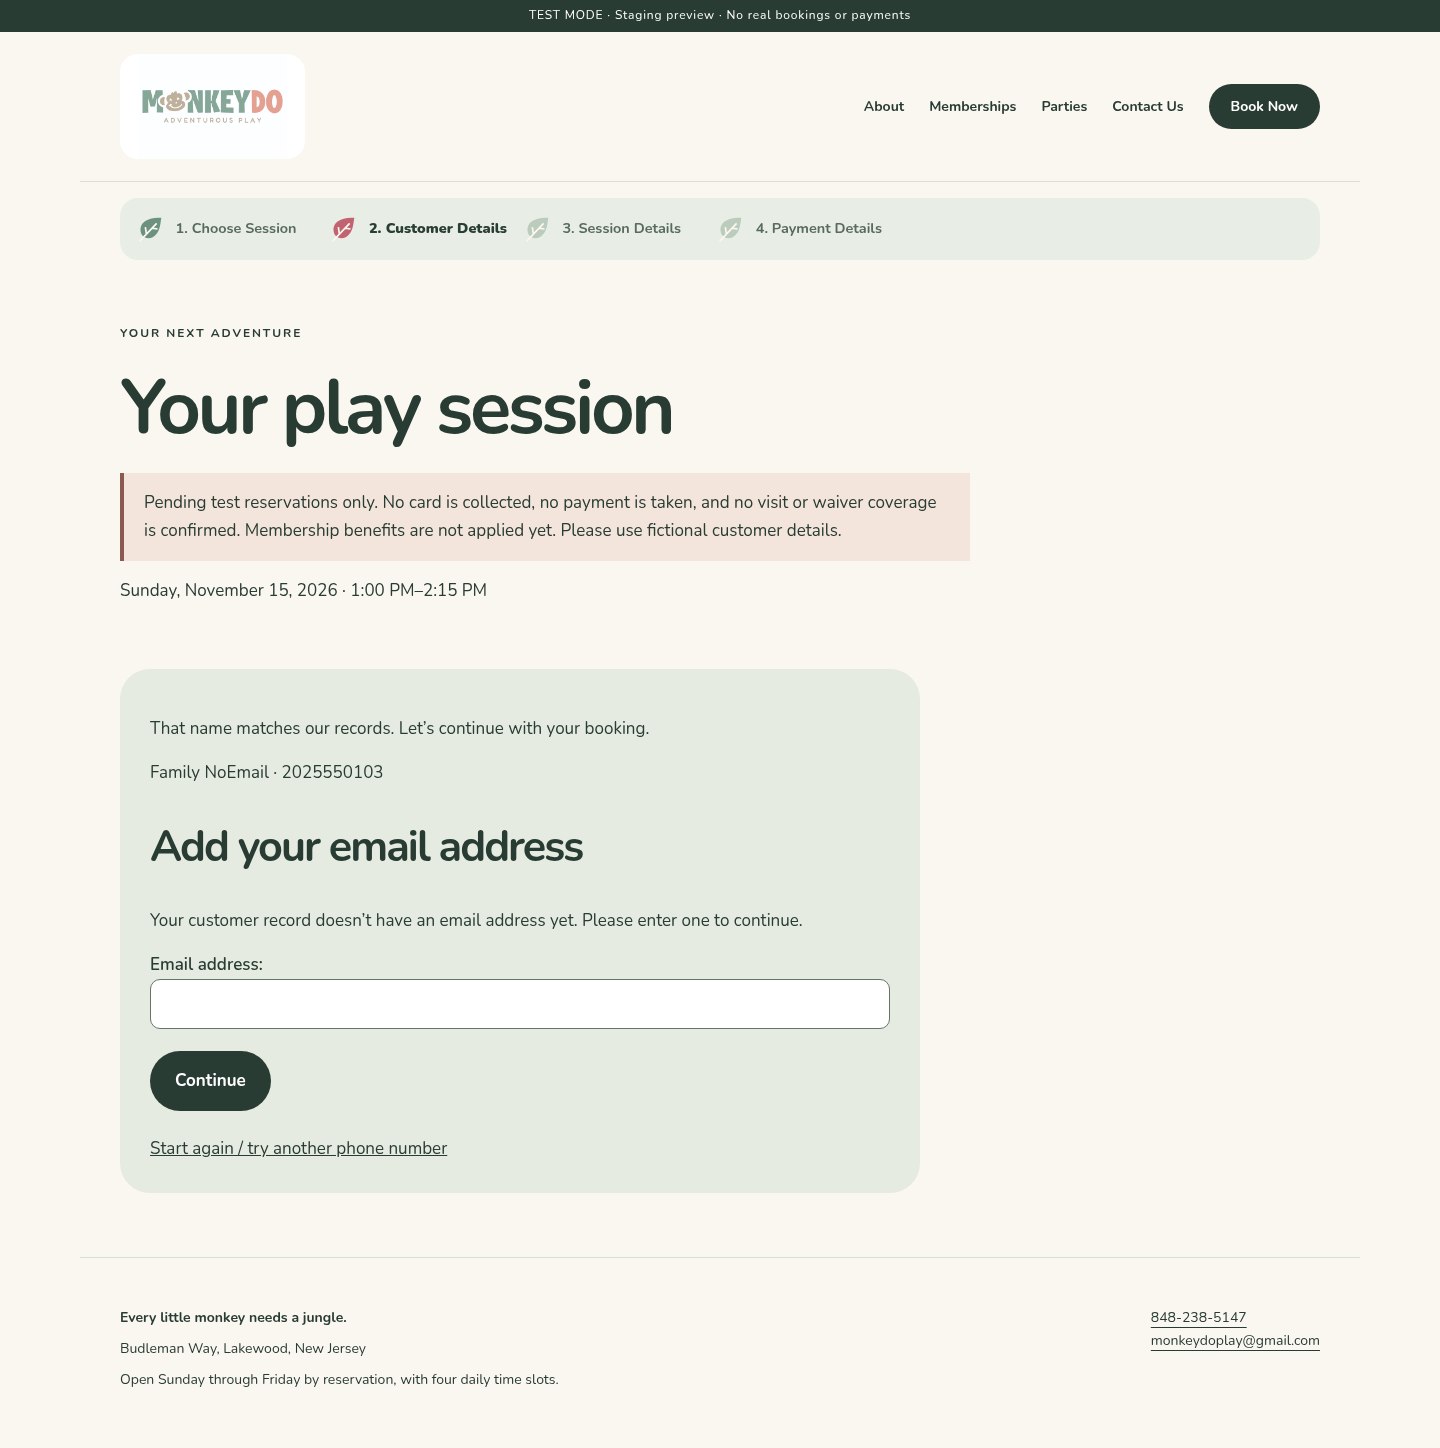 TEST MODE · Staging preview · No real bookings or payments
MONKEYDO
ADVENTUROUS PLAY
About
Memberships
Parties
Contact Us
Book Now
1. Choose Session
2. Customer Details
3. Session Details
4. Payment Details
YOUR NEXT ADVENTURE
Your play session
Pending test reservations only. No card is collected, no payment is taken, and no visit or waiver coverage
is confirmed. Membership benefits are not applied yet. Please use fictional customer details.
Sunday, November 15, 2026 · 1:00 PM–2:15 PM
That name matches our records. Let’s continue with your booking.
Family NoEmail · 2025550103
Add your email address
Your customer record doesn’t have an email address yet. Please enter one to continue.
Email address:
Continue
Start again / try another phone number
Every little monkey needs a jungle.
Budleman Way, Lakewood, New Jersey
Open Sunday through Friday by reservation, with four daily time slots.
848-238-5147
monkeydoplay@gmail.com